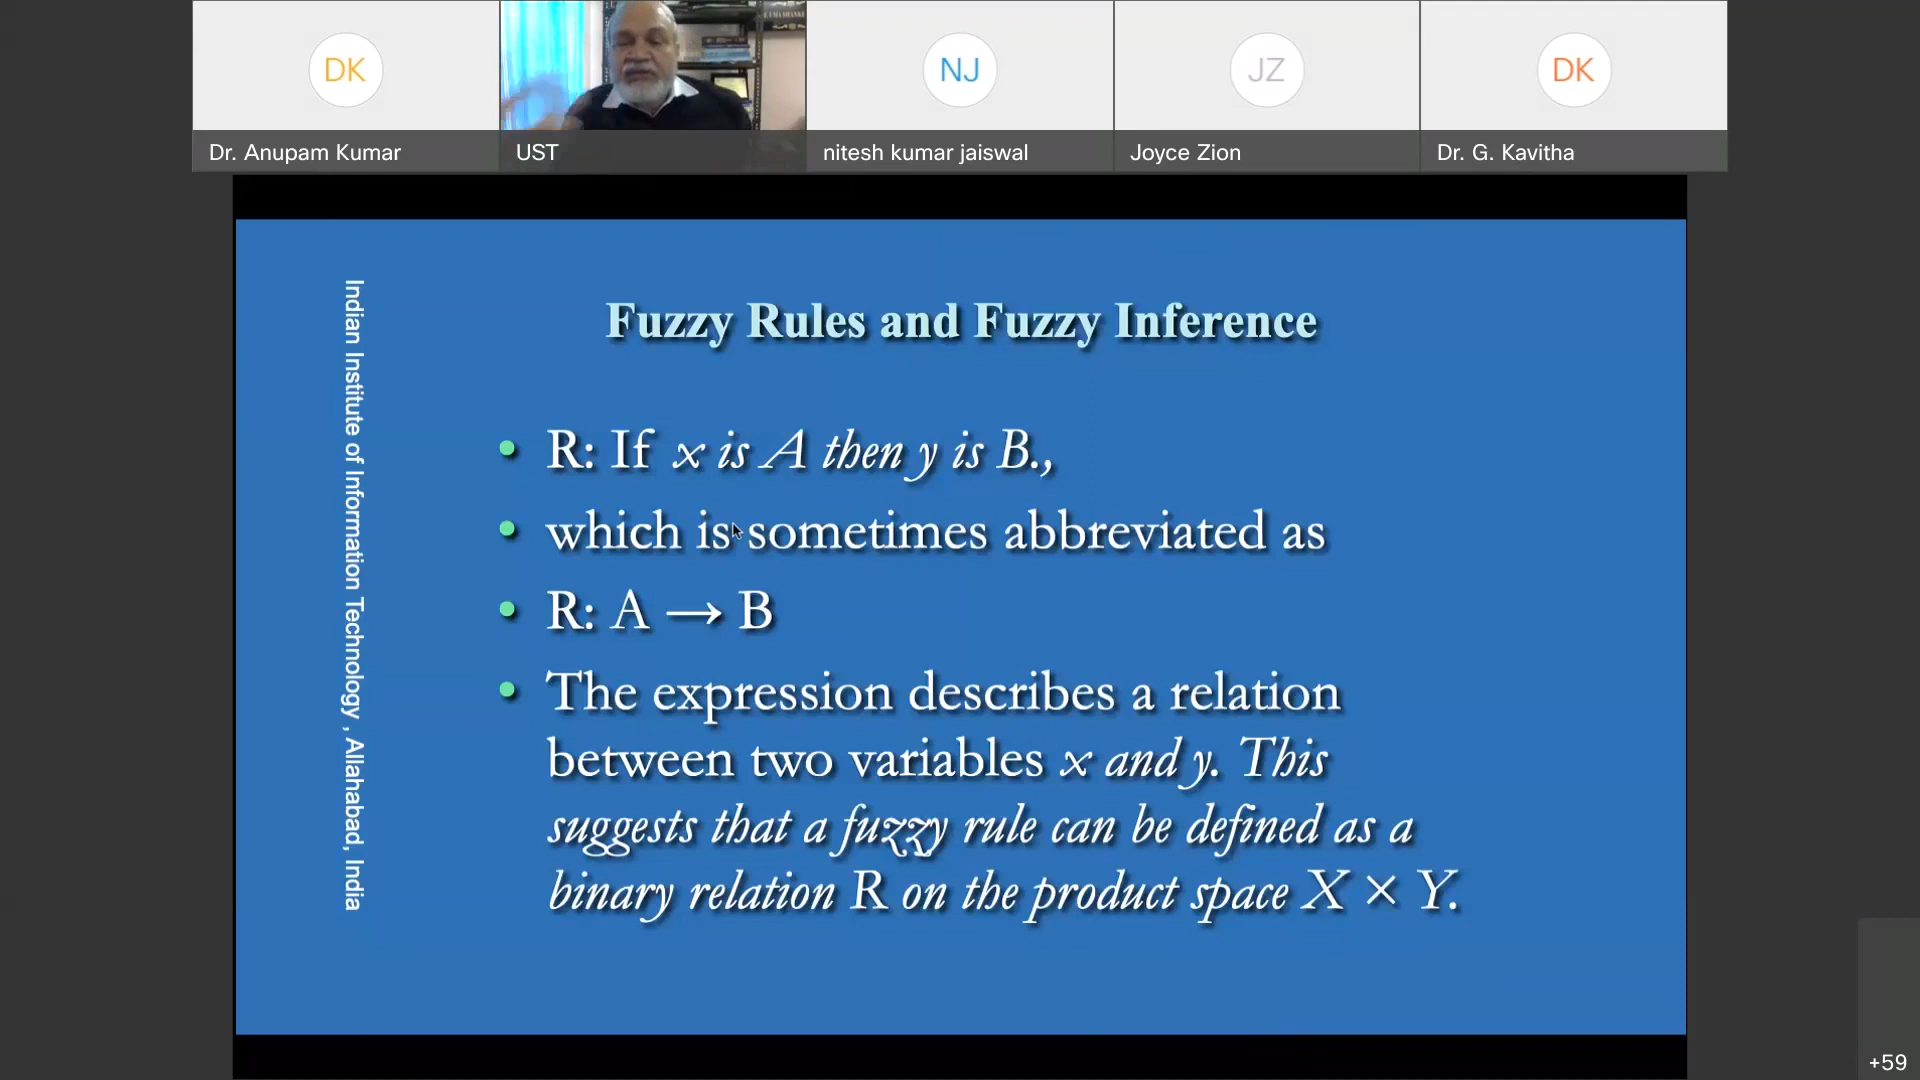 DK
NJ
JZ
DK
Dr. Anupam Kumar
UST
nitesh kumar jaiswal
Joyce Zion
Dr. G. Kavitha
Indian Institute of Information Technology , Allahabad, India
Fuzzy Rules and Fuzzy Inference
• R: If x is A then y is B.,
• which is sometimes abbreviated as
• R: A → B
• The expression describes a relation
between two variables x and y. This
suggests that a fuzzy rule can be defined as a
binary relation R on the product space X × Y.
+59